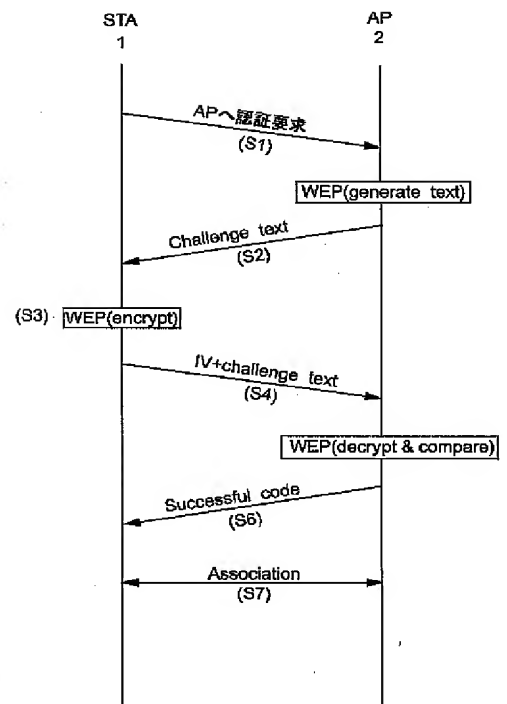 STA
1
AP
2
APへ認証要求
(S1)
WEP(generate text)
Challenge text
(S2)
(S3)
WEP(encrypt)
IV+challenge text
(S4)
WEP(decrypt & compare)
Successful code
(S6)
Association
(S7)